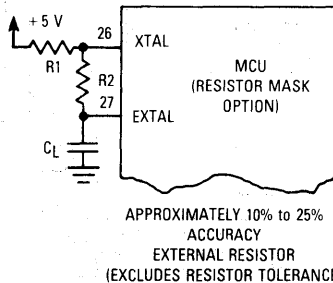 +5 V
R1
26
XTAL
R2
27
EXTAL
CL
MCU
(RESISTOR MASK
OPTION)
APPROXIMATELY 10% to 25%
ACCURACY
EXTERNAL RESISTOR
(EXCLUDES RESISTOR TOLERANCE